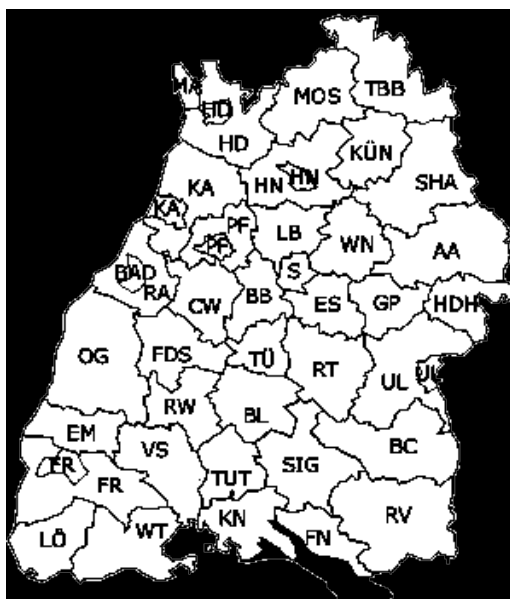 MA
HD
HD
MOS
TBB
KÜN
HN
HN
SHA
KA
KA
PF
PF
LB
WN
AA
BAD
RA
CW
BB
S
ES
GP
HDH
OG
FDS
TÜ
RT
UL
UL
RW
BL
EM
VS
BC
FR
FR
TUT
SIG
KN
RV
LÖ
WT
FN